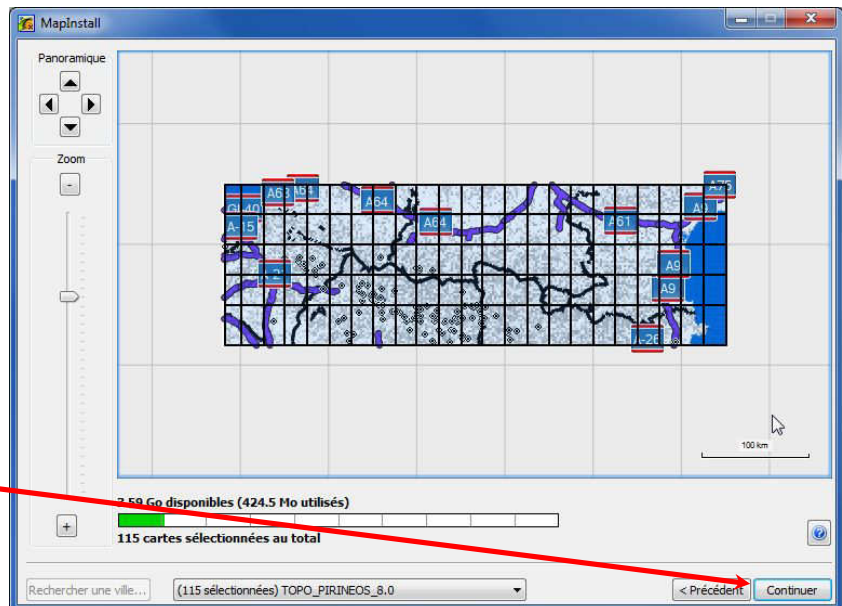 MapInstall
Panoramique
Zoom
-
+
A63
A64
A64
A64
A-15
A61
A75
A9
A9
A9
100 km
3.59 Go disponibles (424.5 Mo utilisés)
115 cartes sélectionnées au total
Rechercher une ville...
(115 sélectionnées) TOPO_PIRINEOS_8.0
< Précédent
Continuer